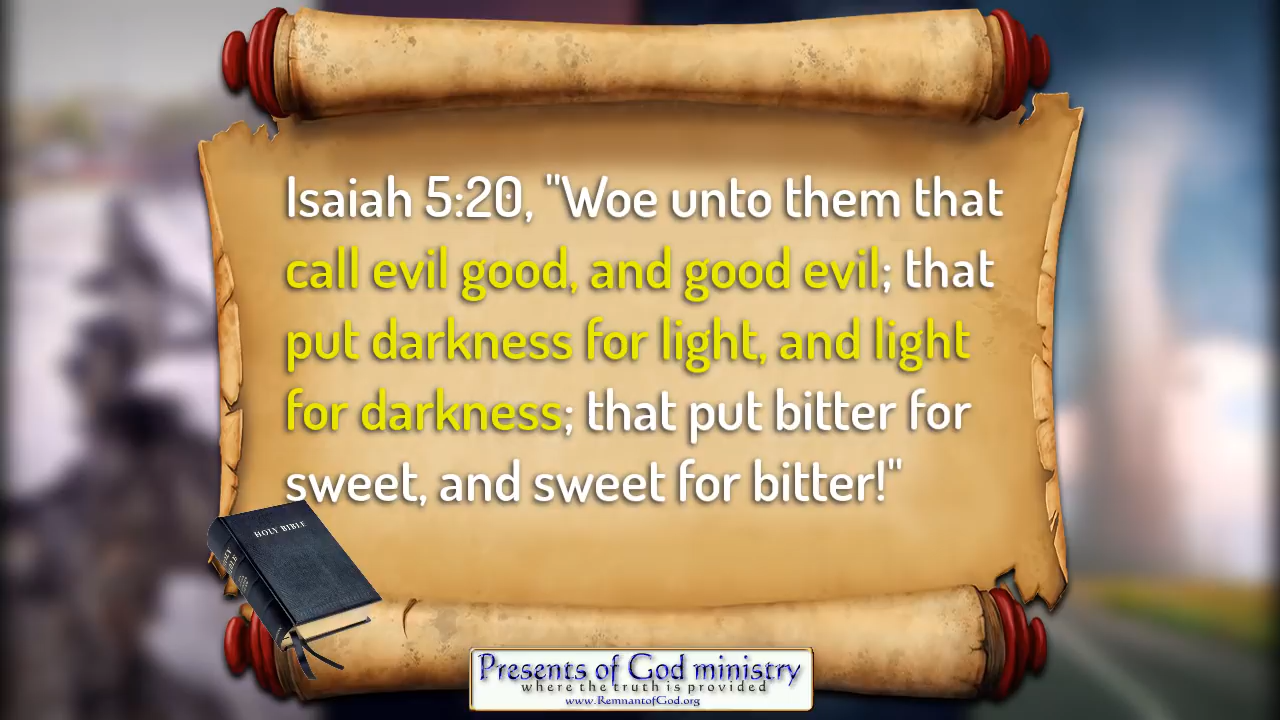 Isaiah 5:20, "Woe unto them that
call evil good, and good evil; that
put darkness for light, and light
for darkness; that put bitter for
sweet, and sweet for bitter!"
HOLY BIBLE
HOLY
BIBLE
Presents of God ministry
where the truth is provided
www.RemnantofGod.org